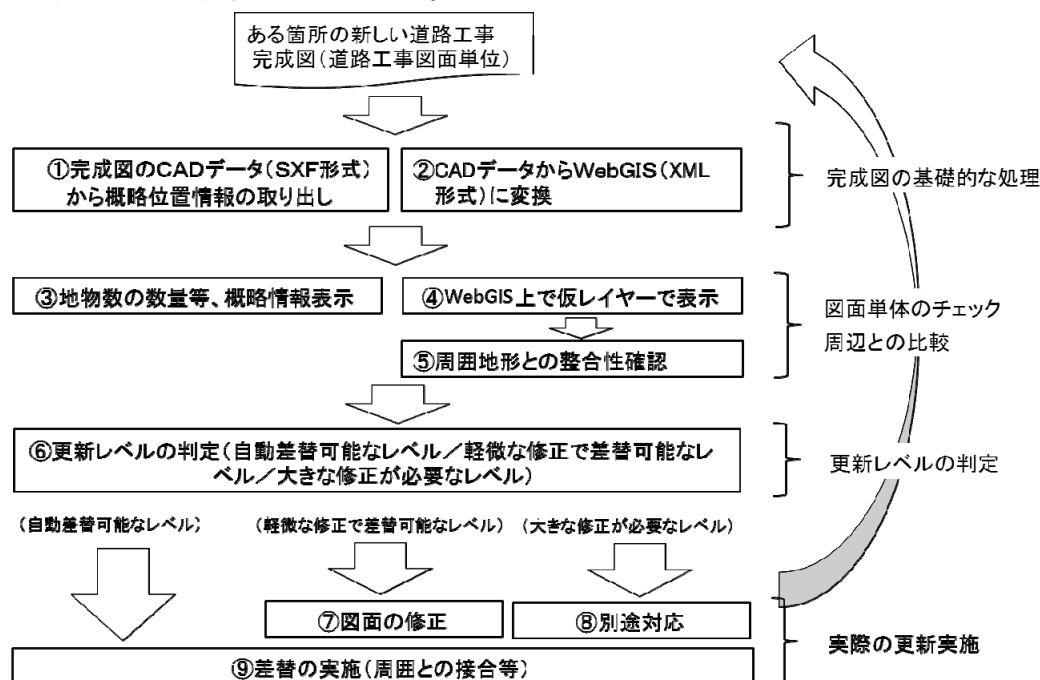 ある箇所の新しい道路工事
完成図（道路工事図面単位）
①完成図のCADデータ（SXF形式）
から概略位置情報の取り出し
②CADデータからWebGIS（XML
形式）に変換
完成図の基礎的な処理
③地物数の数量等、概略情報表示
④WebGIS上で仮レイヤーで表示
⑤周囲地形との整合性確認
図面単体のチェック
周辺との比較
⑥更新レベルの判定（自動差替可能なレベル／軽微な修正で差替可能なレ
ベル／大きな修正が必要なレベル）
更新レベルの判定
（自動差替可能なレベル）
（軽微な修正で差替可能なレベル）
（大きな修正が必要なレベル）
⑦図面の修正
⑧別途対応
⑨差替の実施（周囲との接合等）
実際の更新実施